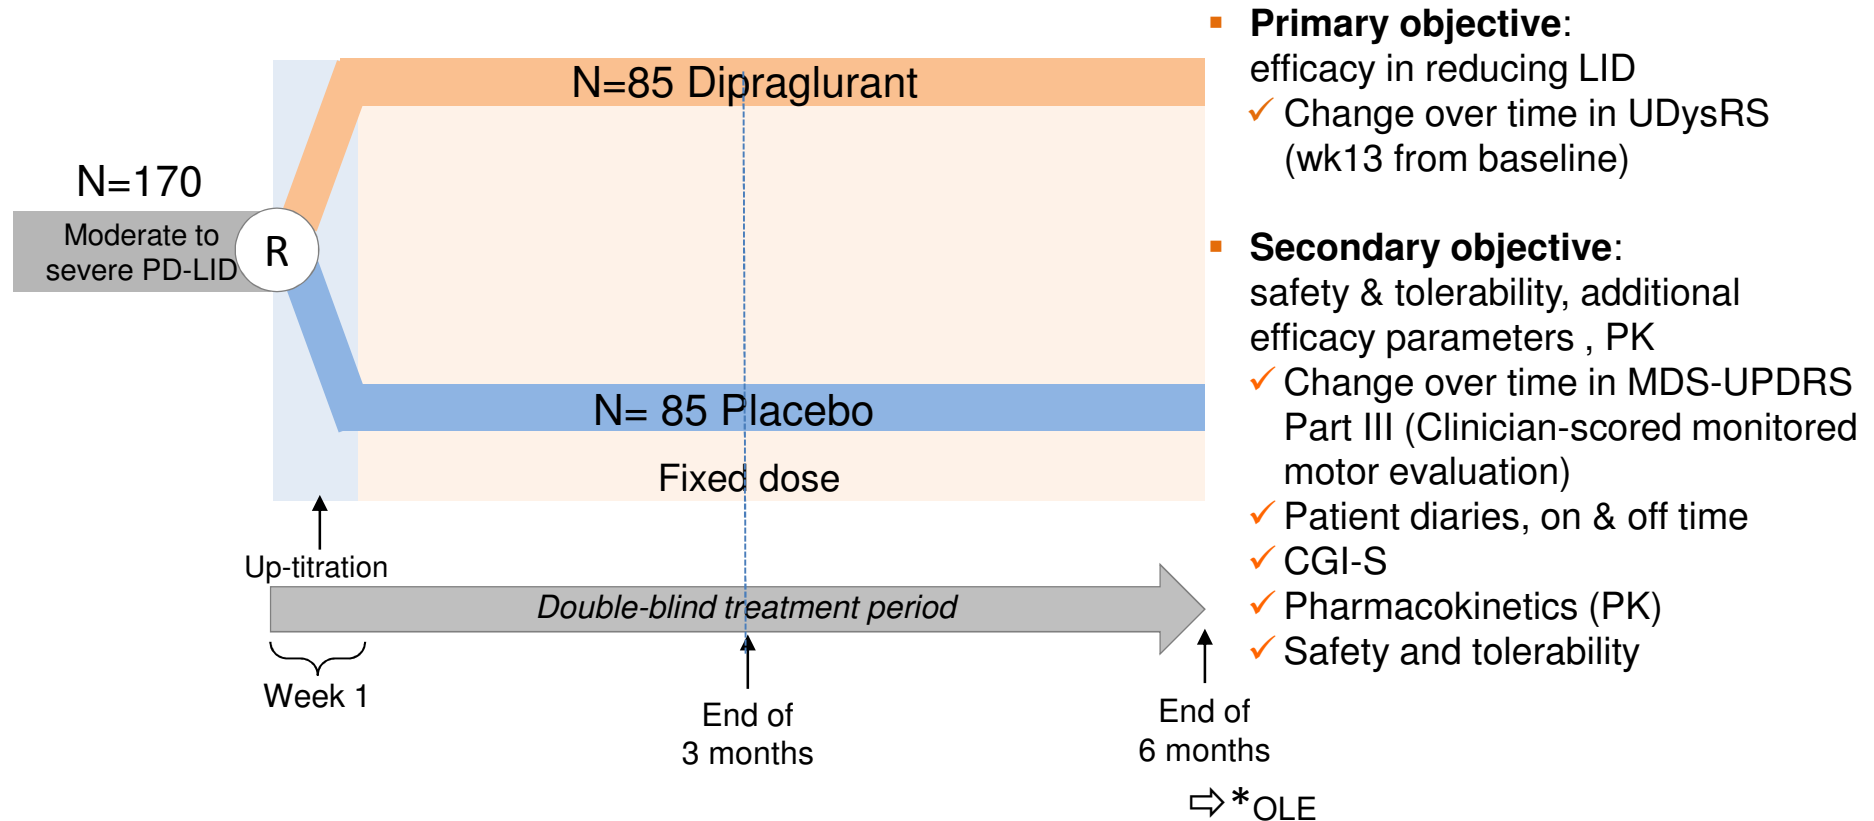 N=170
Moderate to
severe PD-LID
R
N=85 Dipraglurant
N= 85 Placebo
Fixed dose
Up-titration
Double-blind treatment period
Week 1
End of
3 months
End of
6 months
⇨ *OLE
▪ Primary objective:
efficacy in reducing LID
✓ Change over time in UDysRS
(wk13 from baseline)
▪ Secondary objective:
safety & tolerability, additional
efficacy parameters , PK
✓ Change over time in MDS-UPDRS
Part III (Clinician-scored monitored
motor evaluation)
✓ Patient diaries, on & off time
✓ CGI-S
✓ Pharmacokinetics (PK)
✓ Safety and tolerability